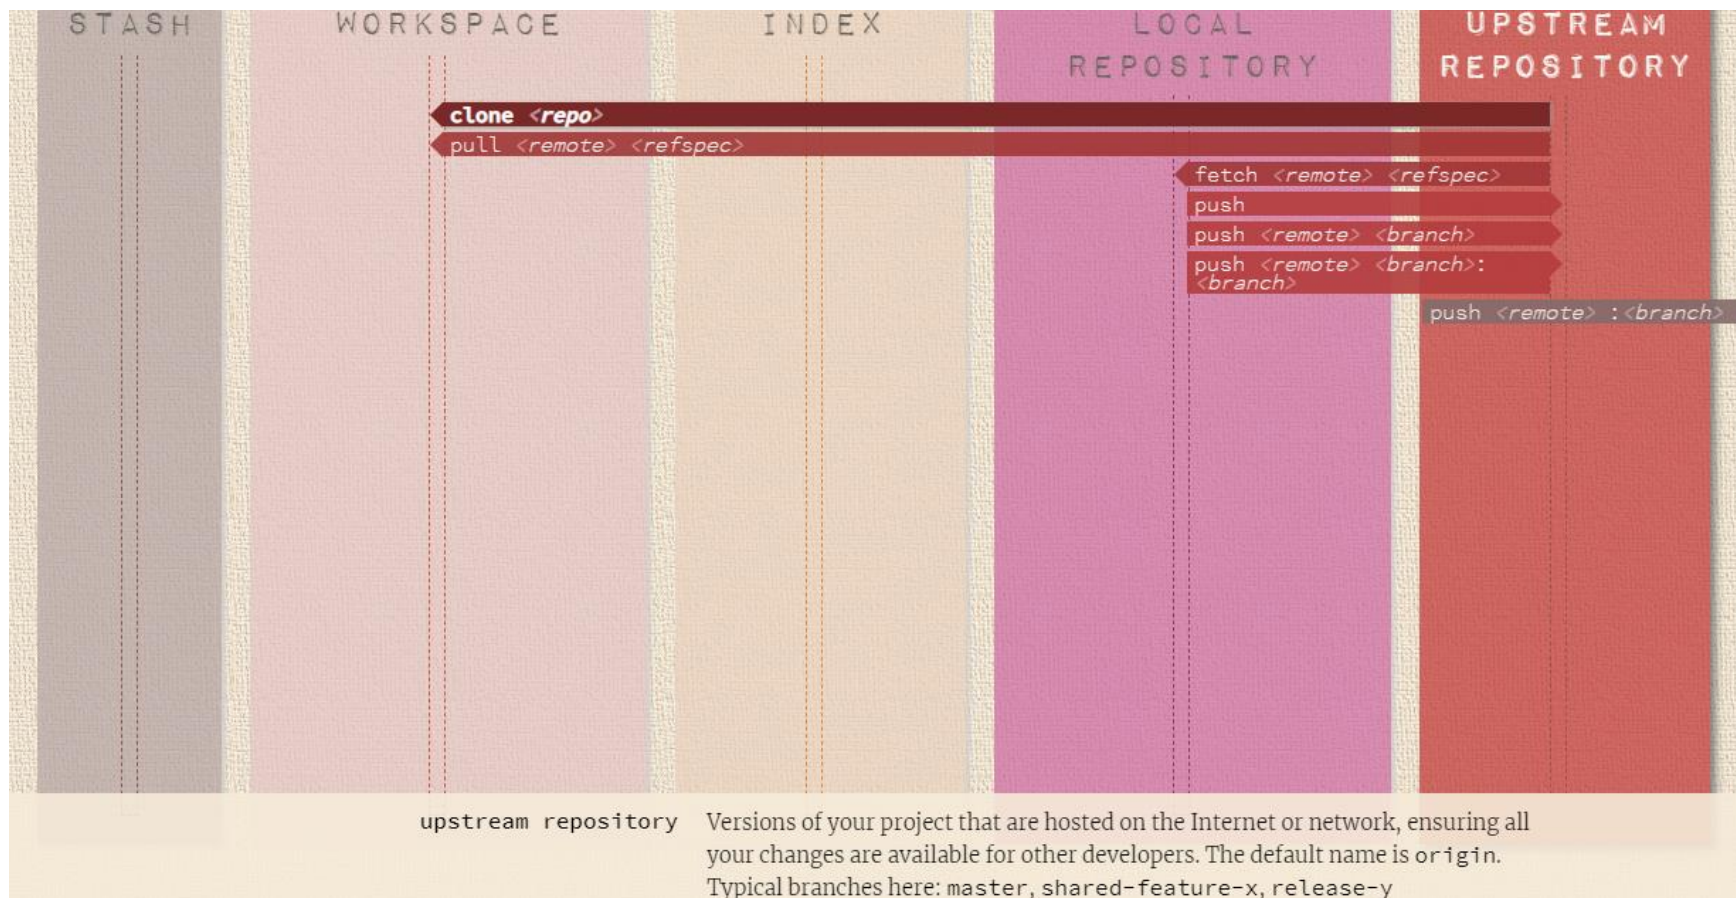 STASH
WORKSPACE
INDEX
LOCAL
REPOSITORY
UPSTREAM
REPOSITORY
clone <repo>
pull <remote> <refspec>
fetch <remote> <refspec>
push
push <remote> <branch>
push <remote> <branch>:
<branch>
push <remote> :<branch>
upstream repository
Versions of your project that are hosted on the Internet or network, ensuring all
your changes are available for other developers. The default name is origin.
Typical branches here: master, shared-feature-x, release-y